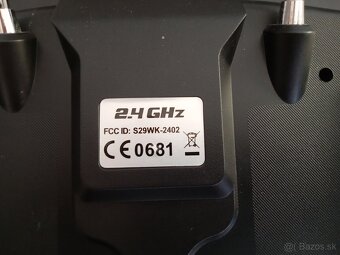 2.4 GHz
FCC ID: S29WK-2402
CE 0681
Bazos.sk